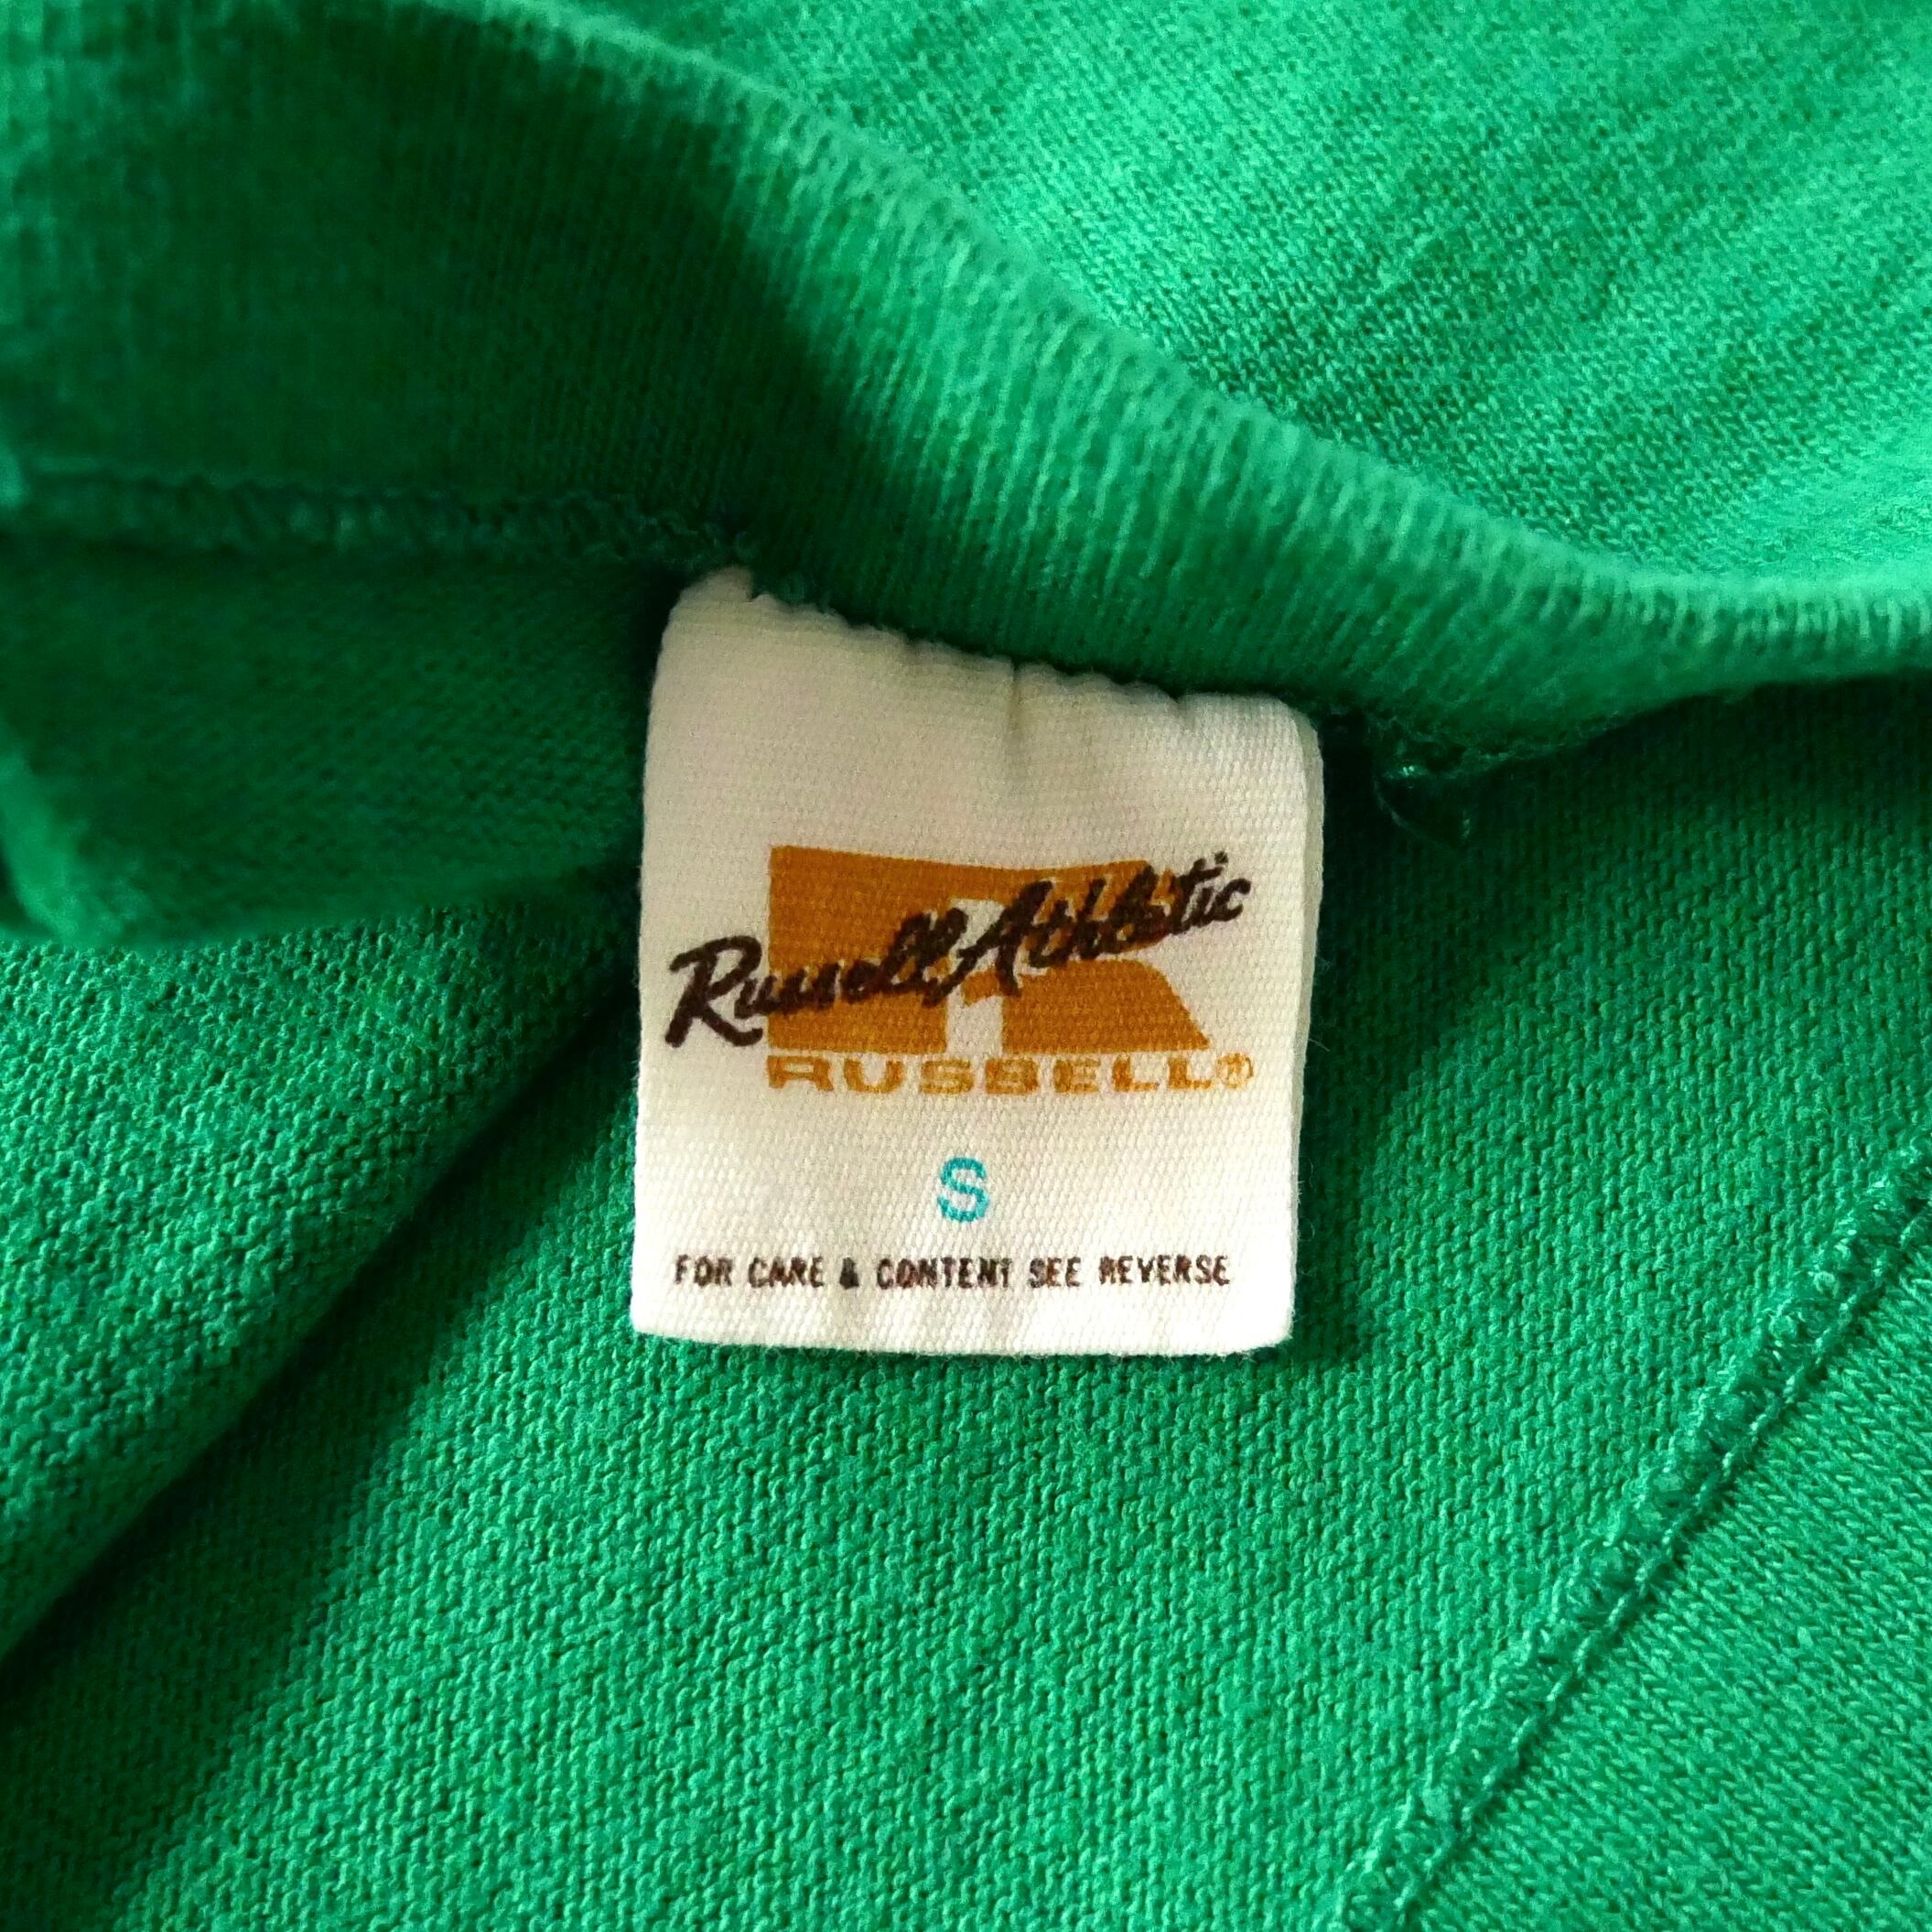 Russell Athletic
RUSSELL®
S
FOR CARE & CONTENT SEE REVERSE